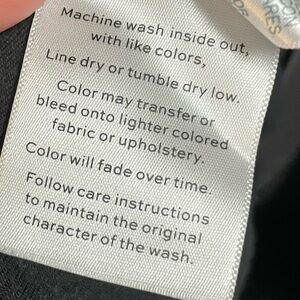 Machine wash inside out,
with like colors,
Line dry or tumble dry low.
Color may transfer or
bleed onto lighter colored
fabric or upholstery.
Color will fade over time.
Follow care instructions
to maintain the original
character of the wash.